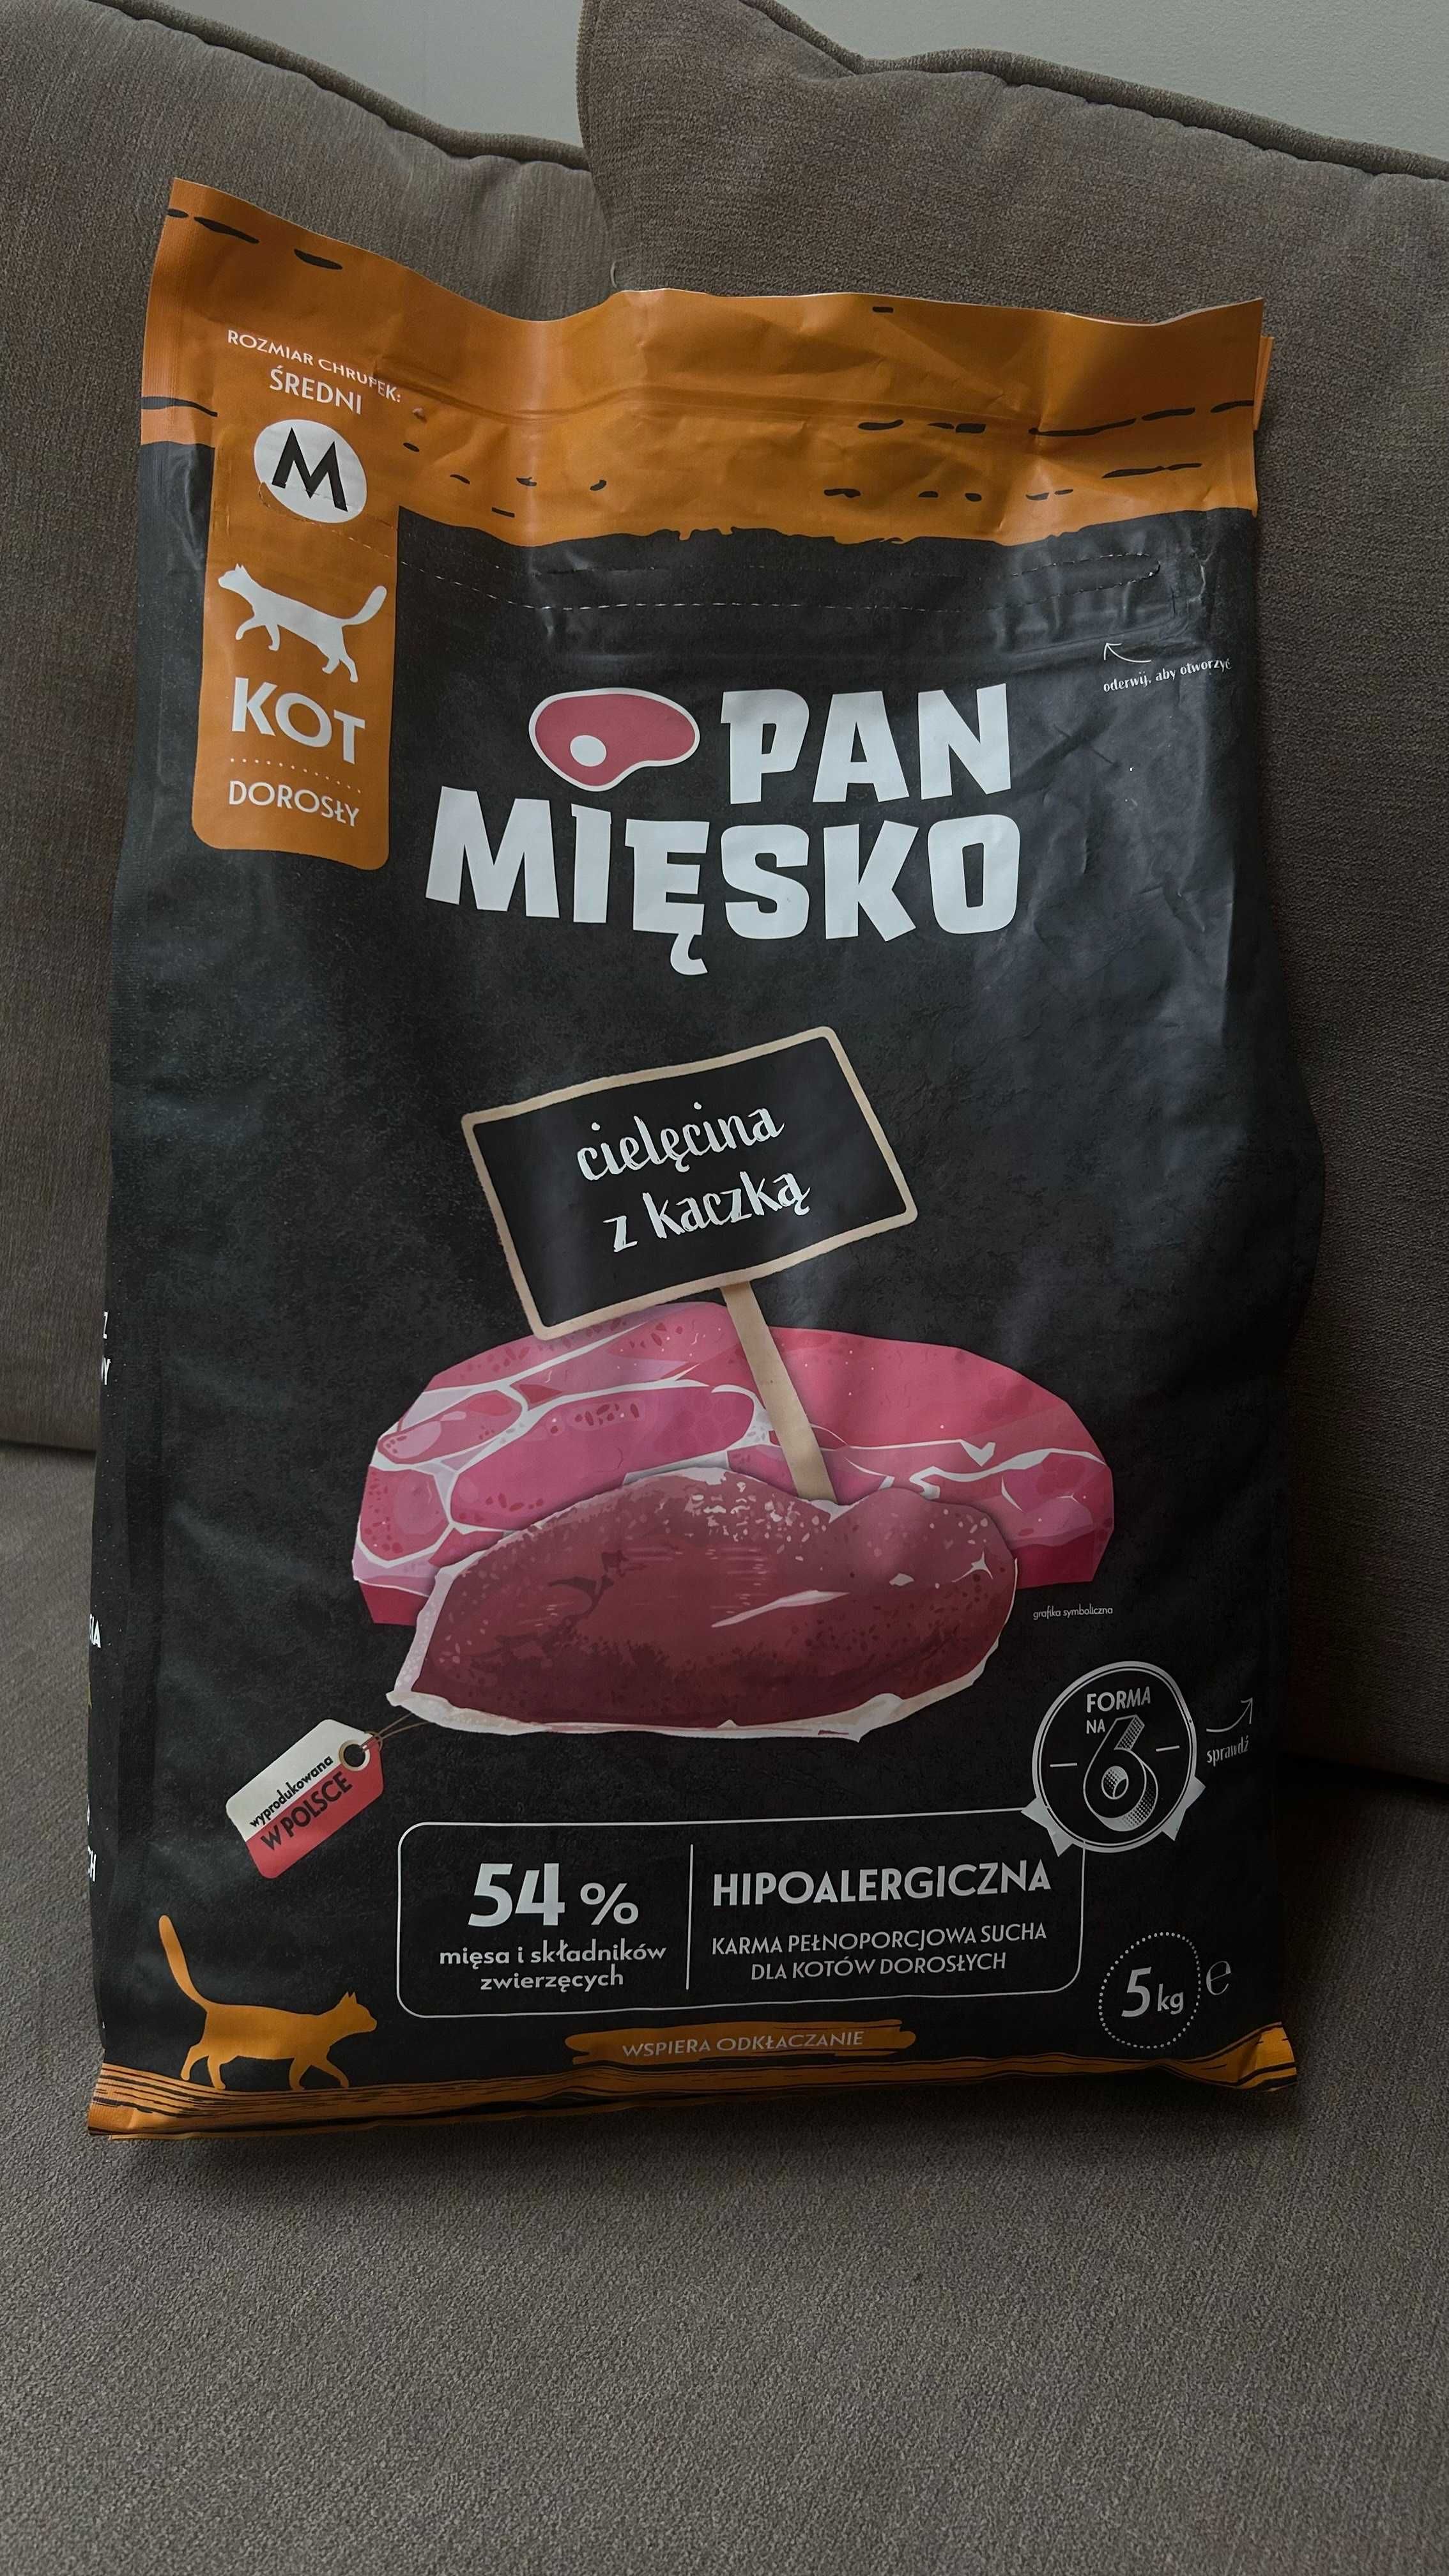 ROZMIAR CHRUPEK:
ŚREDNI
M
KOT
DOROSŁY
oderwij, aby otworzyć
PAN
MIĘSKO
cielęcina
z kaczką
grafika symboliczna
FORMA
NA
6
sprawdź
wyprodukowana
W POLSCE
54 %
mięsa i składników
zwierzęcych
HIPOALERGICZNA
KARMA PEŁNOPORCJOWA SUCHA
DLA KOTÓW DOROSŁYCH
5 kg ℮
WSPIERA ODKŁACZANIE